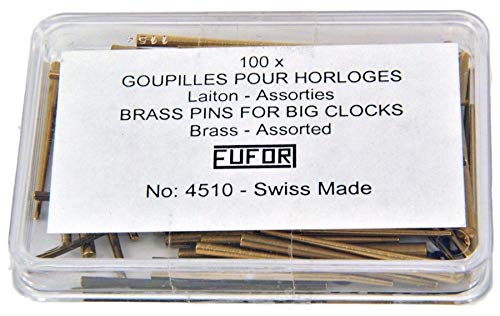 100 x
GOUPILLES POUR HORLOGES
Laiton - Assorties
BRASS PINS FOR BIG CLOCKS
Brass - Assorted
EUFOR
No: 4510 - Swiss Made